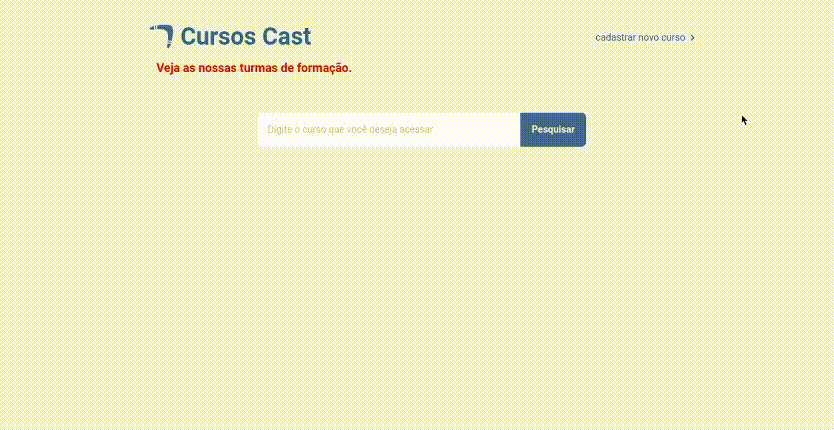 Cursos Cast
cadastrar novo curso
Veja as nossas turmas de formação.
Digite o curso que você deseja acessar
Pesquisar